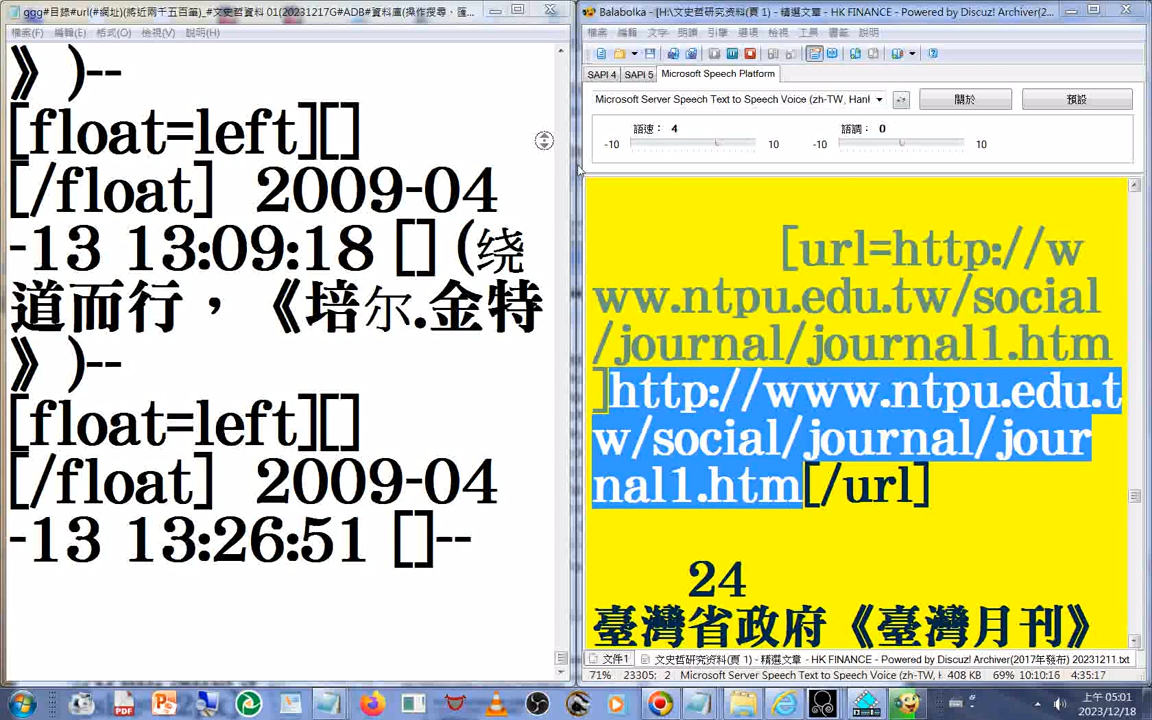 ggg#目錄#url(#網址)(將近兩千五百筆)_#文史哲資料 01(20231217G#ADB#資料庫(操作搜尋、匯...
檔案(F) 編輯(E) 格式(O) 檢視(V) 說明(H)
》)--
[float=left][]
[/float] 2009-04
-13 13:09:18 [] (绕
道而行，《培尔.金特
》)--
[float=left][]
[/float] 2009-04
-13 13:26:51 []--
Balabolka - [H:\文史哲研究资料(頁 1) - 精選文章 - HK FINANCE - Powered by Discuz! Archiver(2...
檔案 編輯 文字 朗讀 引擎 選項 檢視 工具 書籤 說明
SAPI 4 SAPI 5 Microsoft Speech Platform
Microsoft Server Speech Text to Speech Voice (zh-TW, Hanl
關於 預設
語速： 4 語調： 0
-10 10 -10 10
[url=http://w
ww.ntpu.edu.tw/social
/journal/journal1.htm
]http://www.ntpu.edu.t
w/social/journal/jour
nal1.htm[/url]
24
臺灣省政府《臺灣月刊》
文件1 文史哲研究资料(頁 1) - 精選文章 - HK FINANCE - Powered by Discuz! Archiver(2017年發布) 20231211.txt
71% 23305: 2 Microsoft Server Speech Text to Speech Voice (zh-TW, H 408 KB 69% 10:10:16 4:35:17
PDF
上午 05:01
2023/12/18